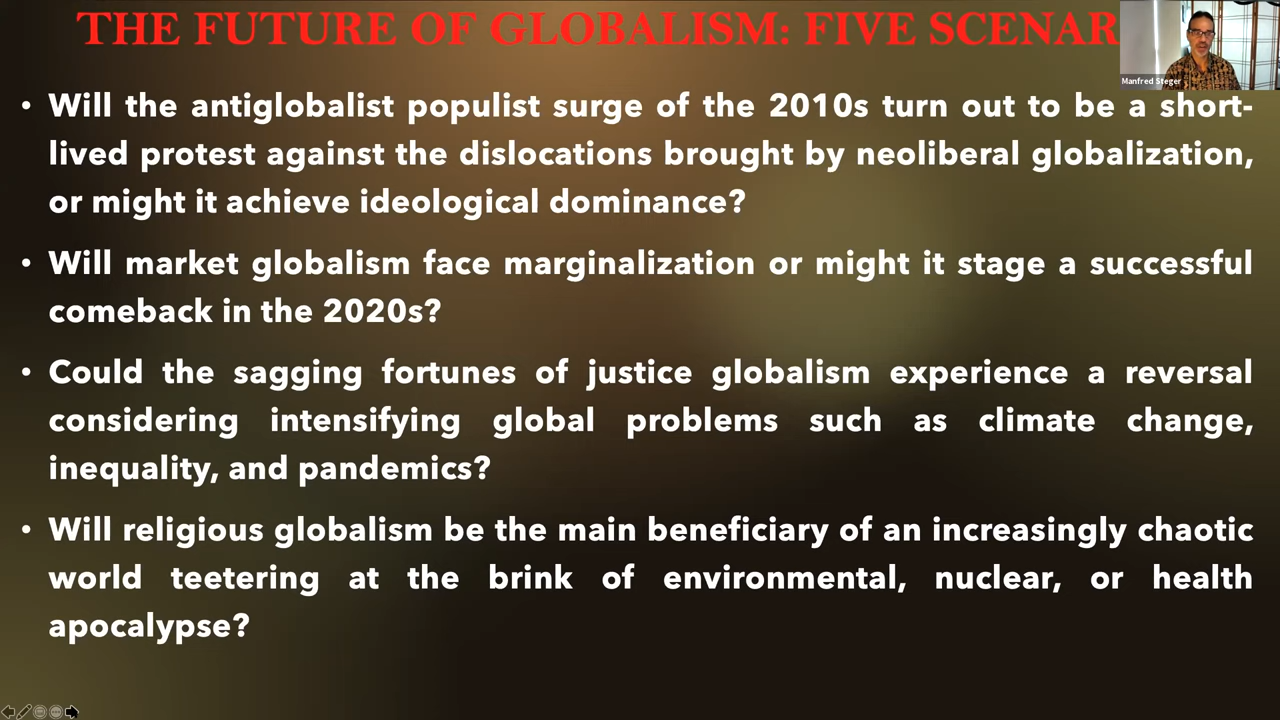 THE FUTURE OF GLOBALISM: FIVE SCENAR
Manfred Steger
• Will the antiglobalist populist surge of the 2010s turn out to be a short-
lived protest against the dislocations brought by neoliberal globalization,
or might it achieve ideological dominance?
• Will market globalism face marginalization or might it stage a successful
comeback in the 2020s?
• Could the sagging fortunes of justice globalism experience a reversal
considering intensifying global problems such as climate change,
inequality, and pandemics?
• Will religious globalism be the main beneficiary of an increasingly chaotic
world teetering at the brink of environmental, nuclear, or health
apocalypse?